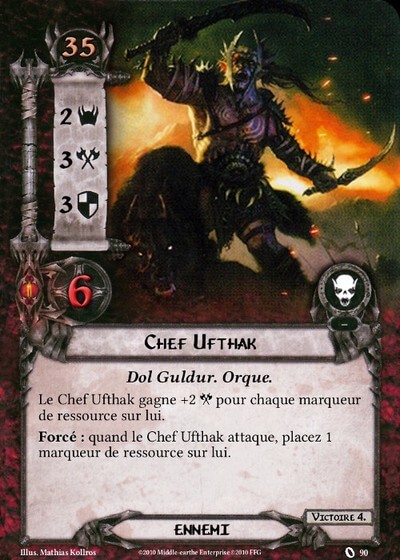 35
2
3
3
6
Chef Ufthak
Dol Guldur. Orque.
Le Chef Ufthak gagne +2 pour chaque marqueur
de ressource sur lui.
Forcé : quand le Chef Ufthak attaque, placez 1
marqueur de ressource sur lui.
Victoire 4.
ENNEMI
Illus. Mathias Kollros
©2010 Middle-earthe Enterprise ©2010 FFG
90